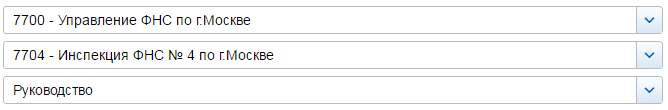 7700 - Управление ФНС по г.Москве
7704 - Инспекция ФНС № 4 по г.Москве
Руководство